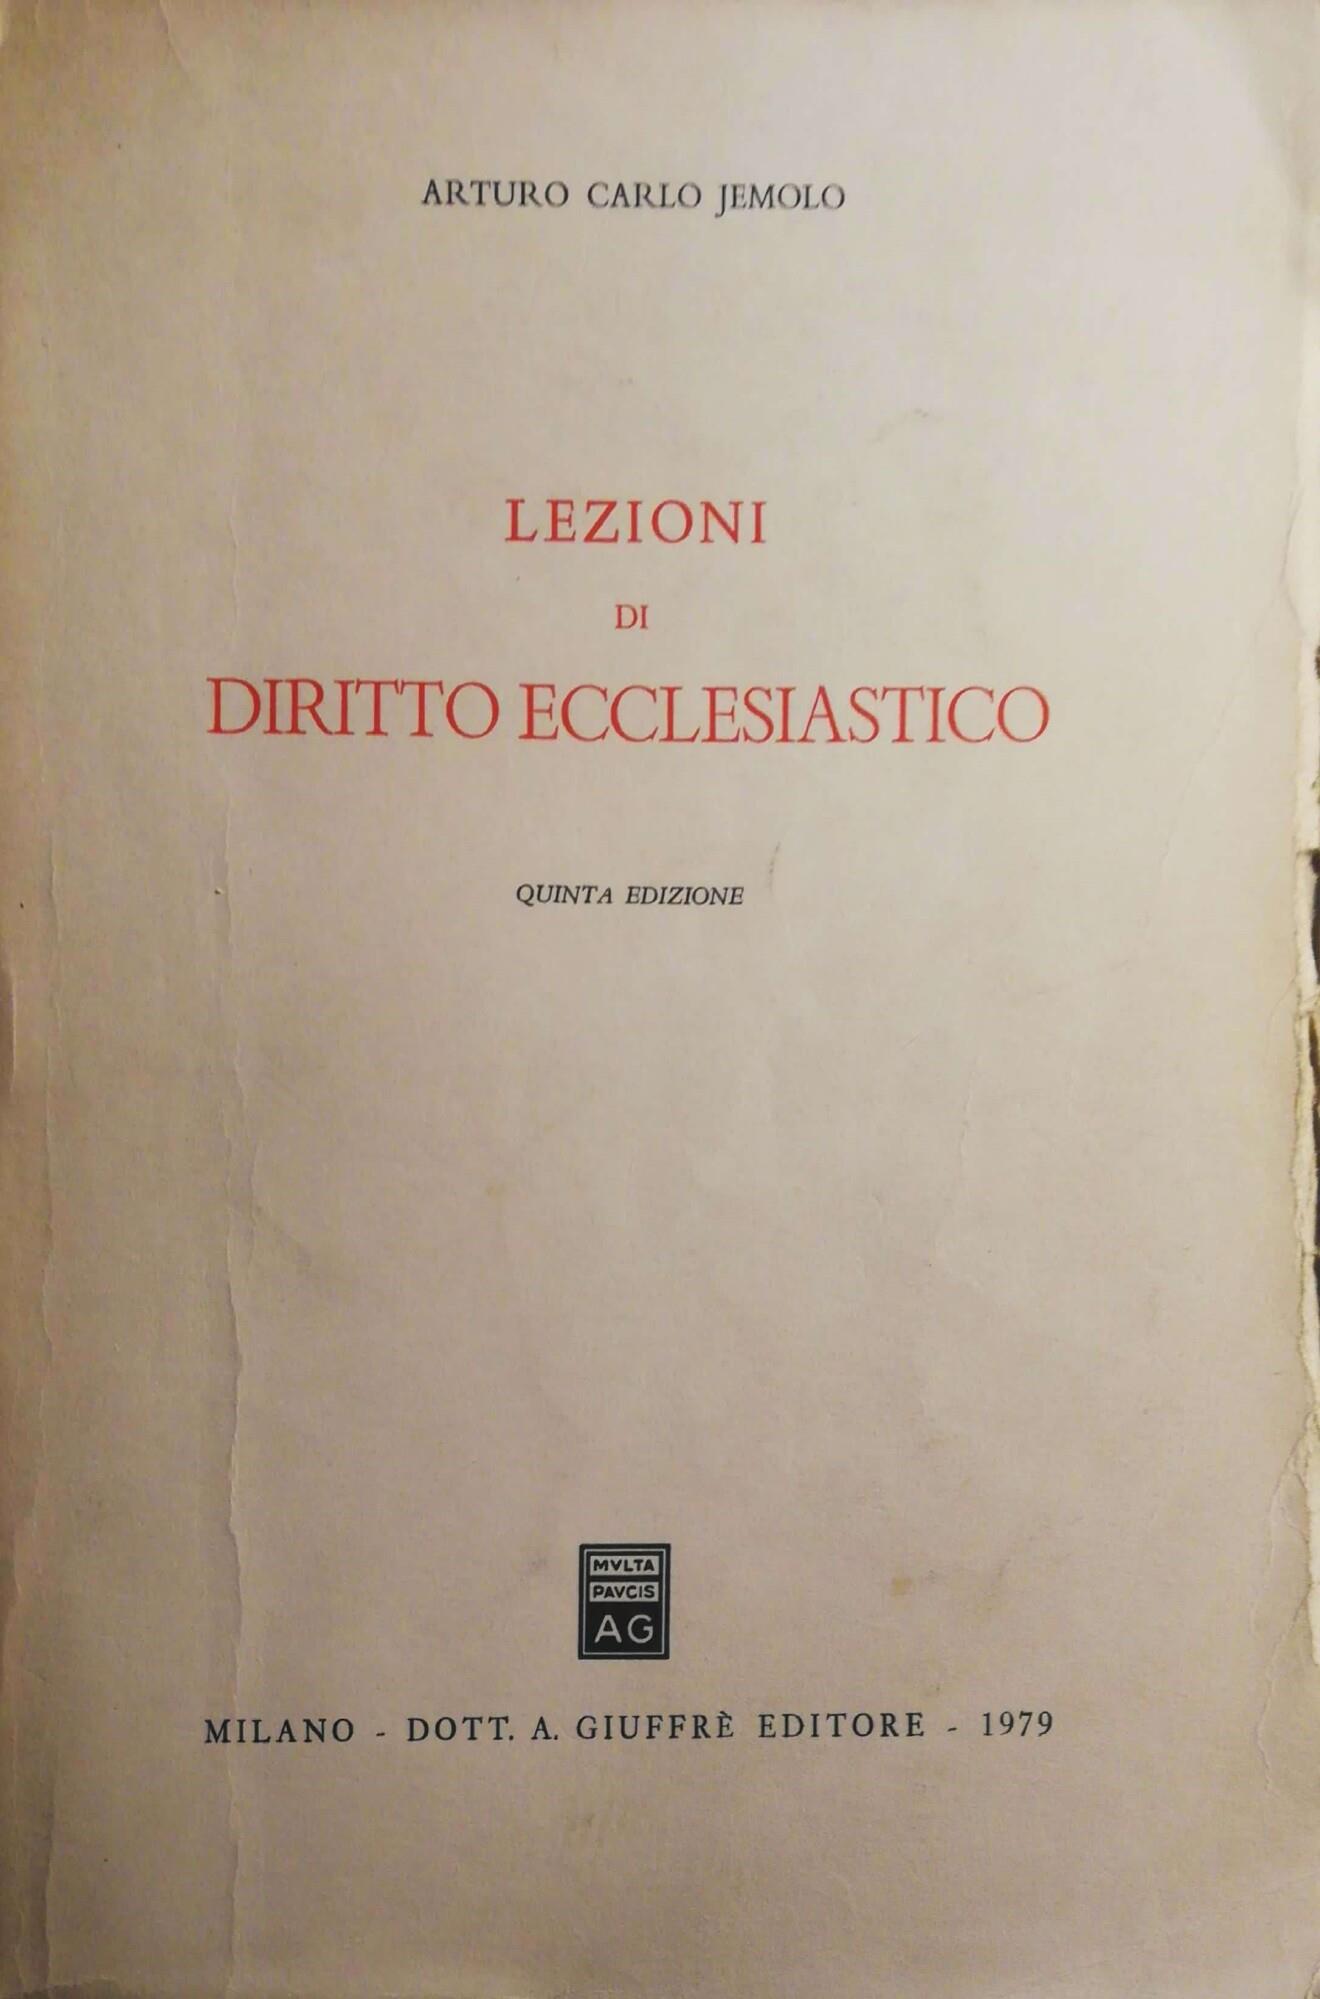 ARTURO CARLO JEMOLO
LEZIONI
DI
DIRITTO ECCLESIASTICO
QUINTA EDIZIONE
MVLTA
PAVCIS
AG
MILANO - DOTT. A. GIUFFRÈ EDITORE - 1979